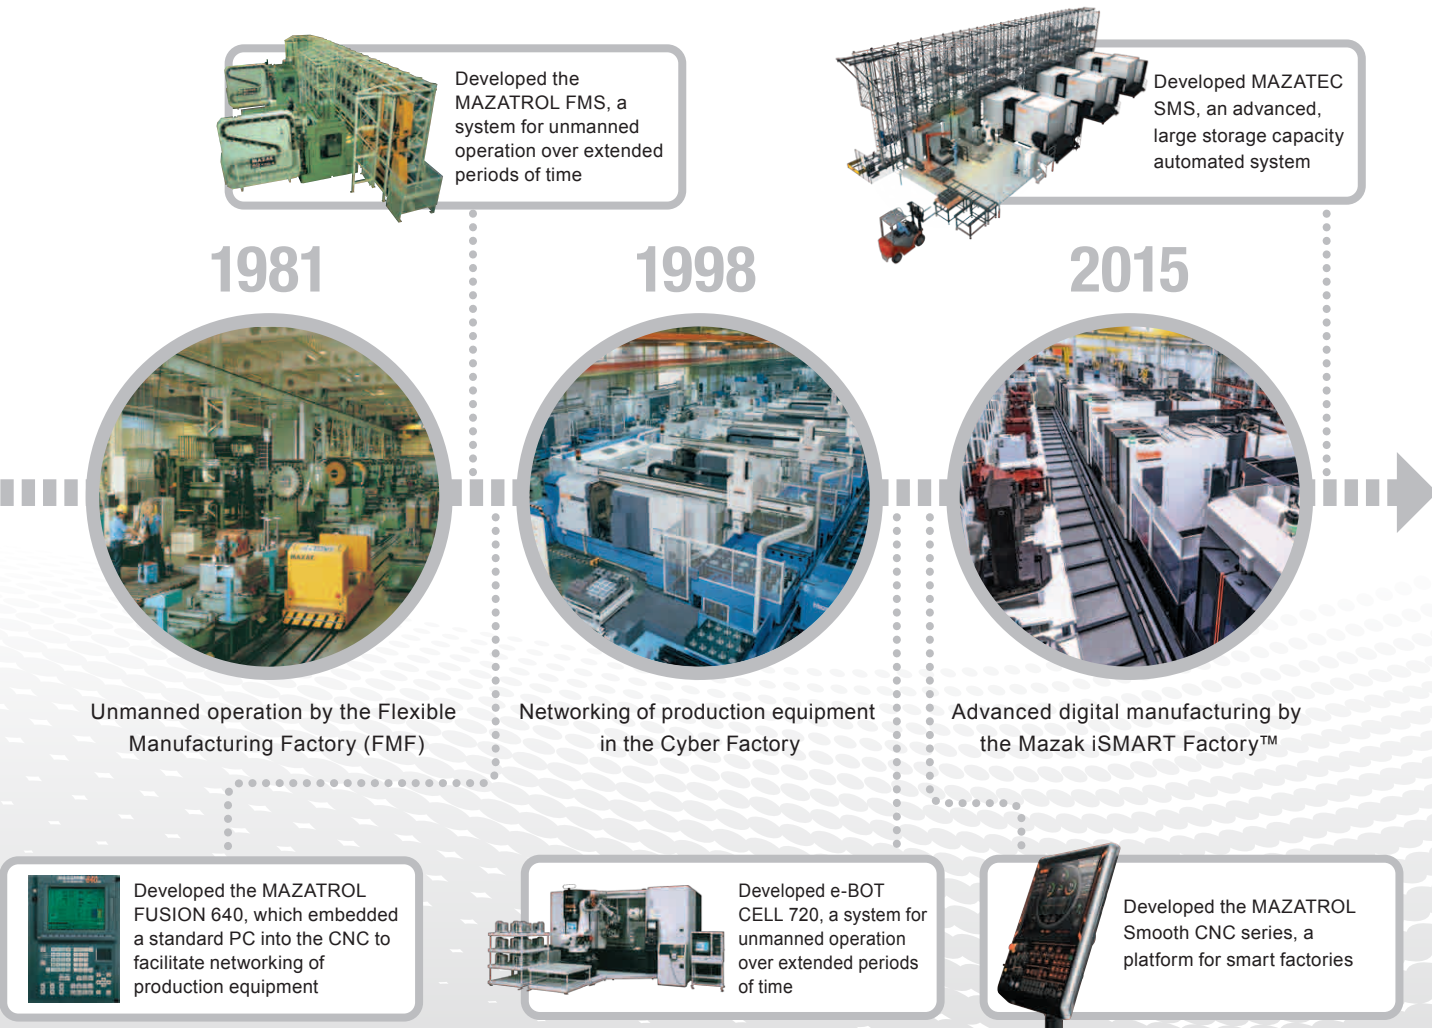 Developed the
MAZATROL FMS, a
system for unmanned
operation over extended
periods of time
Developed MAZATEC
SMS, an advanced,
large storage capacity
automated system
1981
1998
2015
Unmanned operation by the Flexible
Manufacturing Factory (FMF)
Networking of production equipment
in the Cyber Factory
Advanced digital manufacturing by
the Mazak iSMART Factory™
Developed the MAZATROL
FUSION 640, which embedded
a standard PC into the CNC to
facilitate networking of
production equipment
Developed e-BOT
CELL 720, a system for
unmanned operation
over extended periods
of time
Developed the MAZATROL
Smooth CNC series, a
platform for smart factories